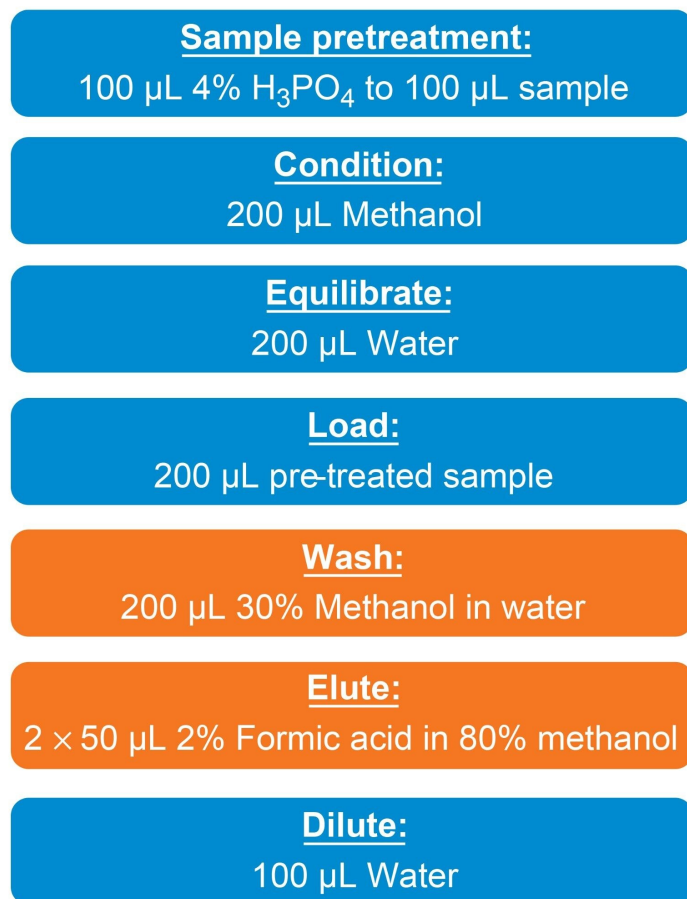 Sample pretreatment:
100 µL 4% H₃PO₄ to 100 µL sample
Condition:
200 µL Methanol
Equilibrate:
200 µL Water
Load:
200 µL pre-treated sample
Wash:
200 µL 30% Methanol in water
Elute:
2 × 50 µL 2% Formic acid in 80% methanol
Dilute:
100 µL Water